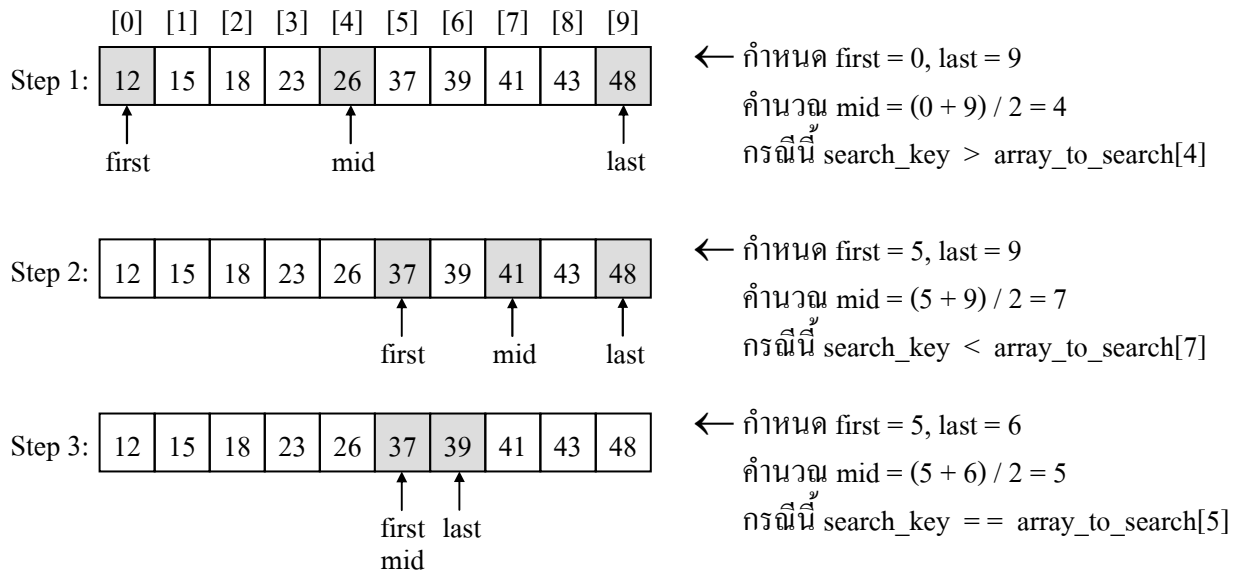 [0] [1] [2] [3] [4] [5] [6] [7] [8] [9]
Step 1: 12 15 18 23 26 37 39 41 43 48
first mid last
← กำหนด first = 0, last = 9
คำนวณ mid = (0 + 9) / 2 = 4
กรณีนี้ search_key > array_to_search[4]
Step 2: 12 15 18 23 26 37 39 41 43 48
first mid last
← กำหนด first = 5, last = 9
คำนวณ mid = (5 + 9) / 2 = 7
กรณีนี้ search_key < array_to_search[7]
Step 3: 12 15 18 23 26 37 39 41 43 48
first last
mid
← กำหนด first = 5, last = 6
คำนวณ mid = (5 + 6) / 2 = 5
กรณีนี้ search_key = = array_to_search[5]